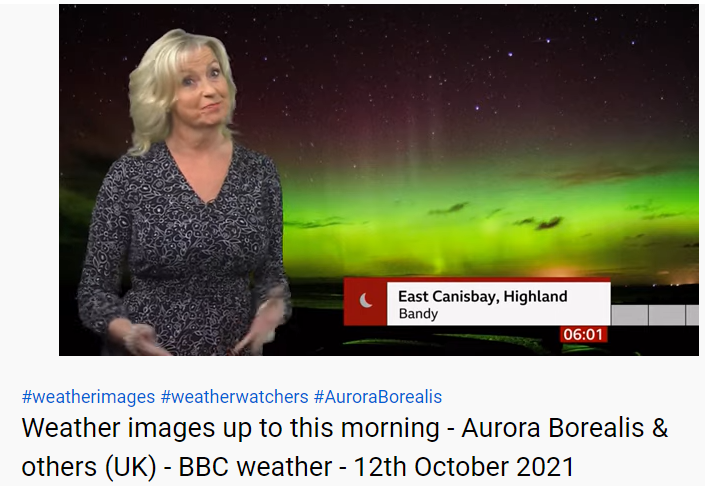 East Canisbay, Highland
Bandy
06:01
#weatherimages #weatherwatchers #AuroraBorealis
Weather images up to this morning - Aurora Borealis &
others (UK) - BBC weather - 12th October 2021